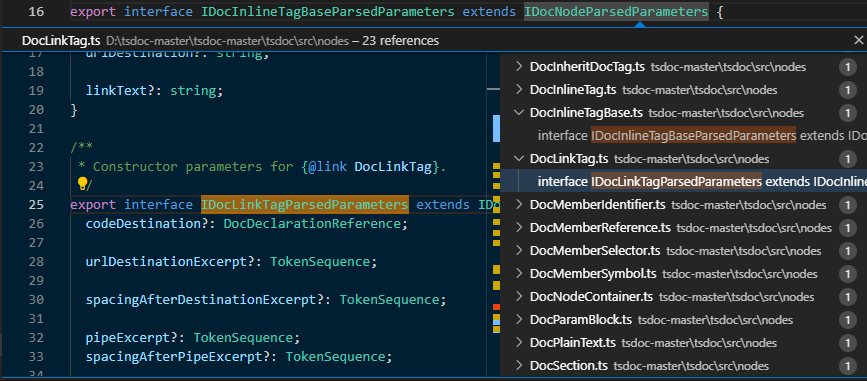 16 export interface IDocInlineTagBaseParsedParameters extends IDocNodeParsedParameters {
DocLinkTag.ts D:\tsdoc-master\tsdoc-master\tsdoc\src\nodes – 23 references
17 urlDestination?: string;
18
19 linkText?: string;
20 }
21
22 /**
23 * Constructor parameters for {@link DocLinkTag}.
24 */
25 export interface IDocLinkTagParsedParameters extends IDo
26 codeDestination?: DocDeclarationReference;
27
28 urlDestinationExcerpt?: TokenSequence;
29
30 spacingAfterDestinationExcerpt?: TokenSequence;
31
32 pipeExcerpt?: TokenSequence;
33 spacingAfterPipeExcerpt?: TokenSequence;
DocInheritDocTag.ts tsdoc-master\tsdoc\src\nodes 1
DocInlineTag.ts tsdoc-master\tsdoc\src\nodes 1
DocInlineTagBase.ts tsdoc-master\tsdoc\src\nodes 1
interface IDocInlineTagBaseParsedParameters extends IDo
DocLinkTag.ts tsdoc-master\tsdoc\src\nodes 1
interface IDocLinkTagParsedParameters extends IDocInline
DocMemberIdentifier.ts tsdoc-master\tsdoc\src\nodes 1
DocMemberReference.ts tsdoc-master\tsdoc\src\nodes 1
DocMemberSelector.ts tsdoc-master\tsdoc\src\nodes 1
DocMemberSymbol.ts tsdoc-master\tsdoc\src\nodes 1
DocNodeContainer.ts tsdoc-master\tsdoc\src\nodes 1
DocParamBlock.ts tsdoc-master\tsdoc\src\nodes 1
DocPlainText.ts tsdoc-master\tsdoc\src\nodes 1
DocSection.ts tsdoc-master\tsdoc\src\nodes 1